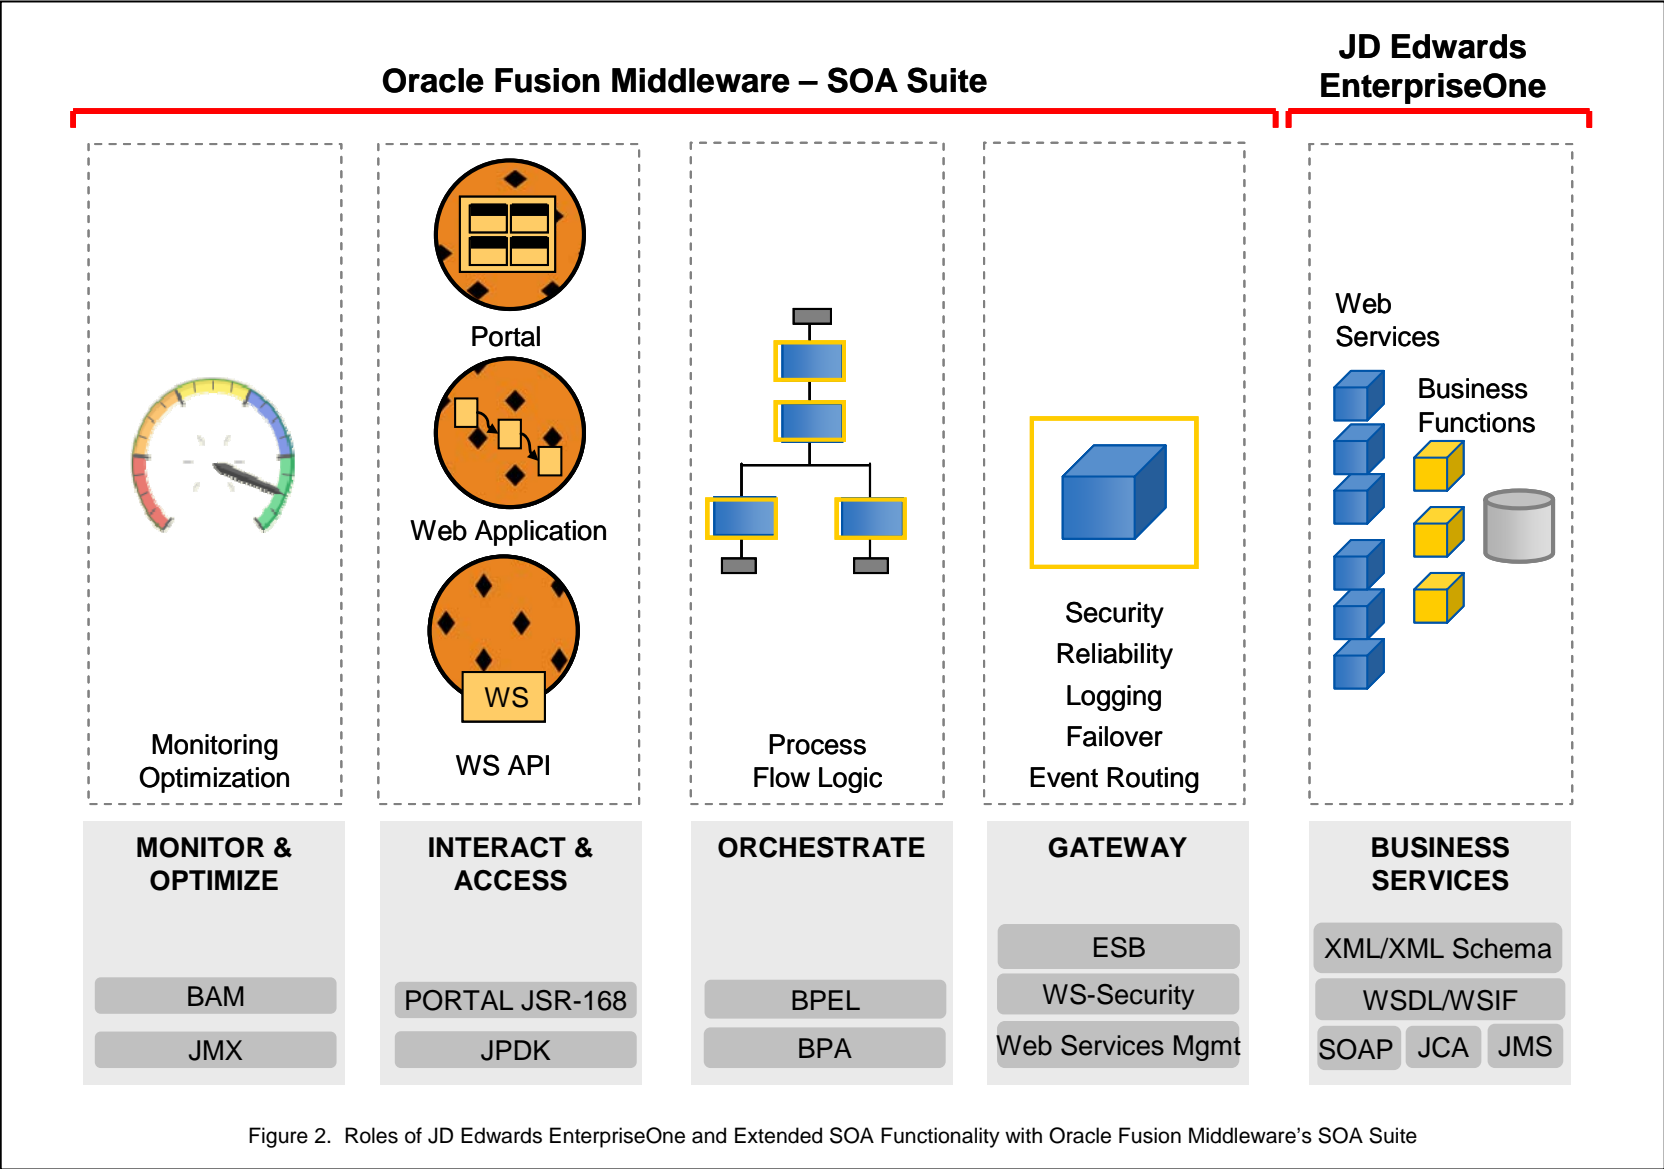 Oracle Fusion Middleware – SOA Suite
JD Edwards
EnterpriseOne
Monitoring
Optimization
Portal
Web Application
WS
WS API
Process
Flow Logic
Security
Reliability
Logging
Failover
Event Routing
Web
Services
Business
Functions
MONITOR &
OPTIMIZE
BAM
JMX
INTERACT &
ACCESS
PORTAL JSR-168
JPDK
ORCHESTRATE
BPEL
BPA
GATEWAY
ESB
WS-Security
Web Services Mgmt
BUSINESS
SERVICES
XML/XML Schema
WSDL/WSIF
SOAP JCA JMS
Figure 2.  Roles of JD Edwards EnterpriseOne and Extended SOA Functionality with Oracle Fusion Middleware's SOA Suite